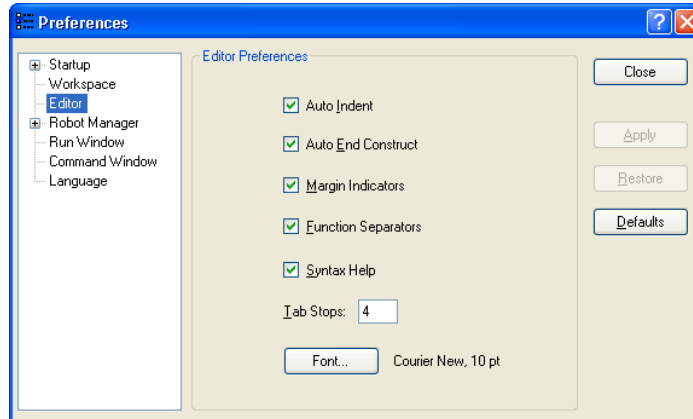 Preferences
Startup
Workspace
Editor
Robot Manager
Run Window
Command Window
Language
Editor Preferences
Auto Indent
Auto End Construct
Margin Indicators
Function Separators
Syntax Help
Tab Stops: 4
Font... Courier New, 10 pt
Close
Apply
Restore
Defaults